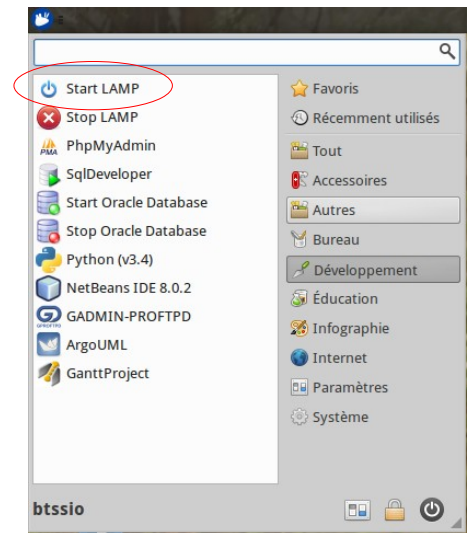 Start LAMP
Stop LAMP
PhpMyAdmin
SqlDeveloper
Start Oracle Database
Stop Oracle Database
Python (v3.4)
NetBeans IDE 8.0.2
GADMIN-PROFTPD
ArgoUML
GanttProject
Favoris
Récemment utilisés
Tout
Accessoires
Autres
Bureau
Développement
Éducation
Infographie
Internet
Paramètres
Système
btssio
PMA
GPROFTPD